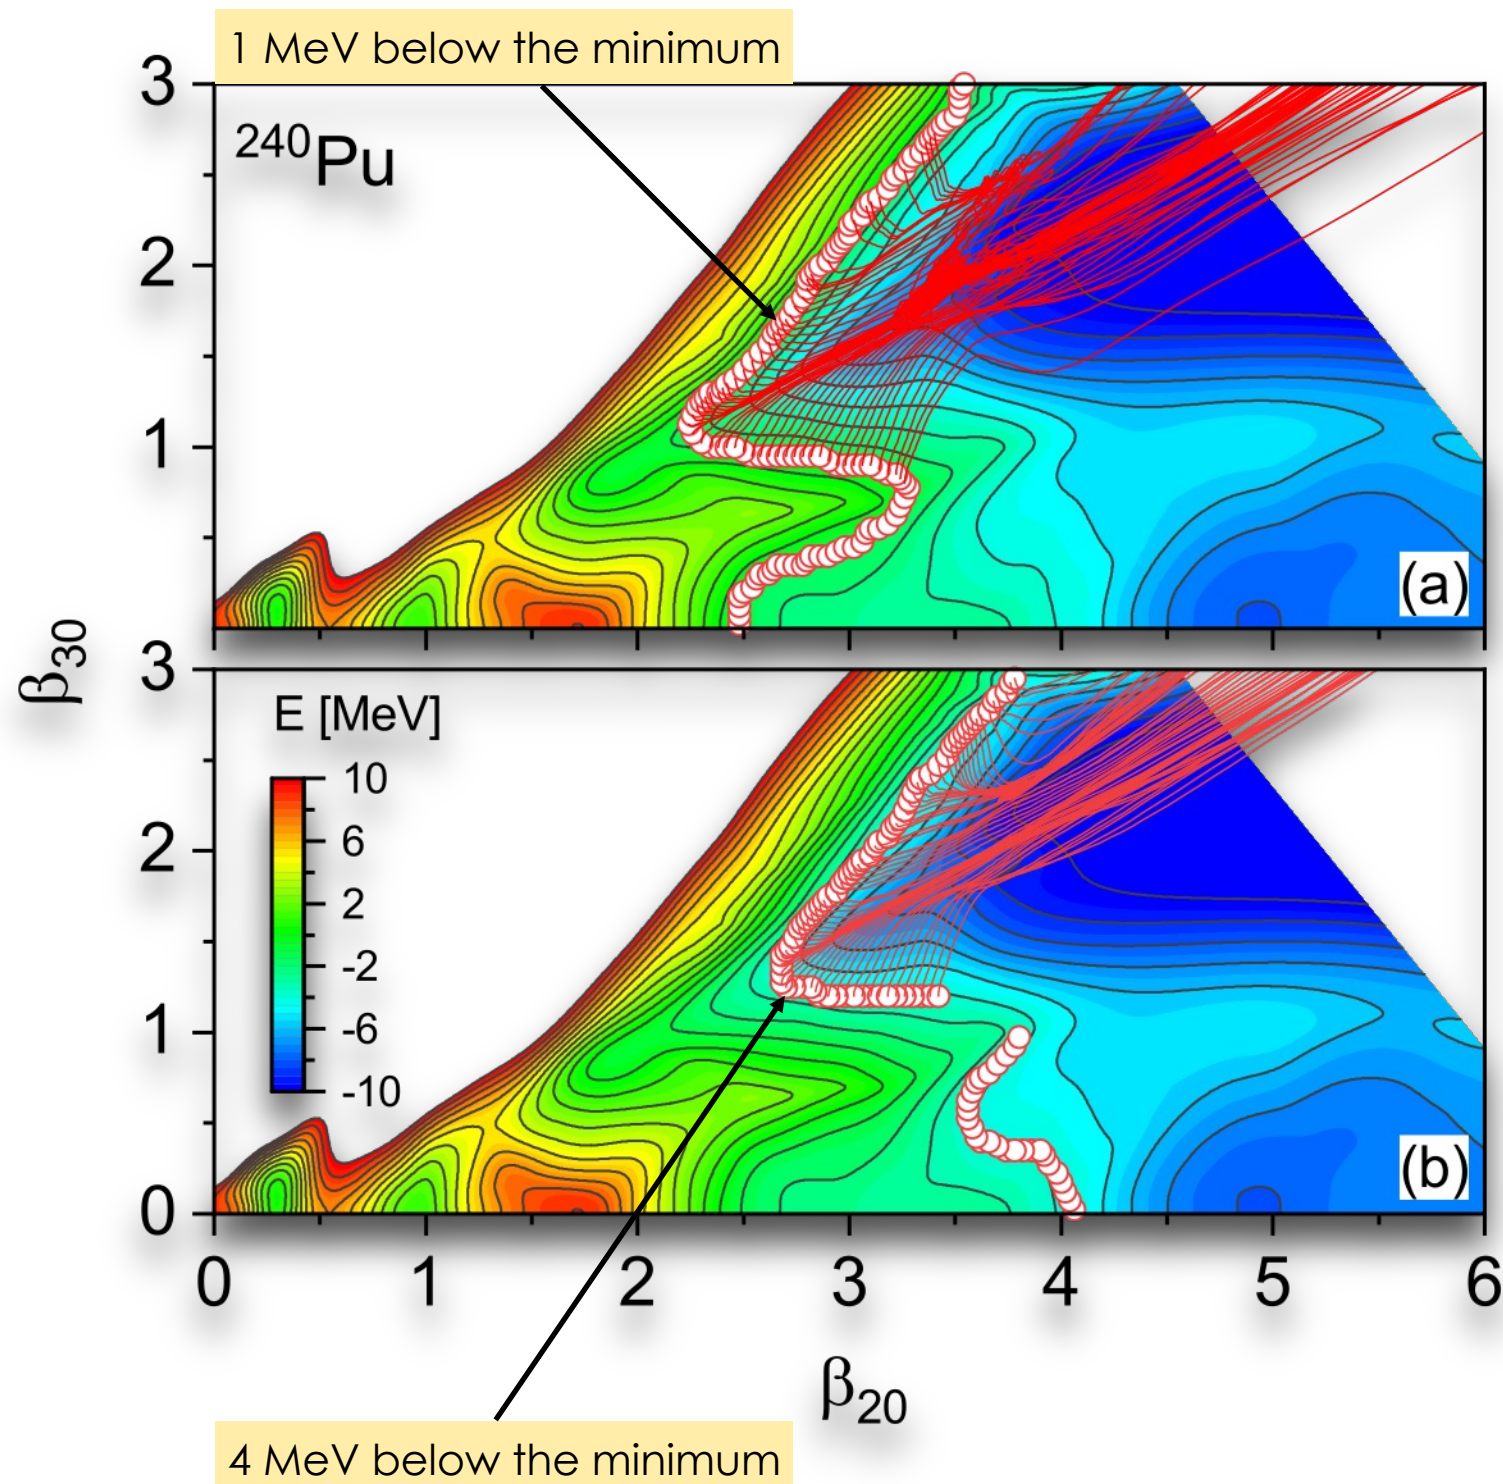 1 MeV below the minimum
3
²⁴⁰Pu
2
1
(a)
β₃₀
3
E [MeV]
10
6
2
-2
-6
-10
2
1
(b)
0
0 1 2 3 4 5 6
β₂₀
4 MeV below the minimum